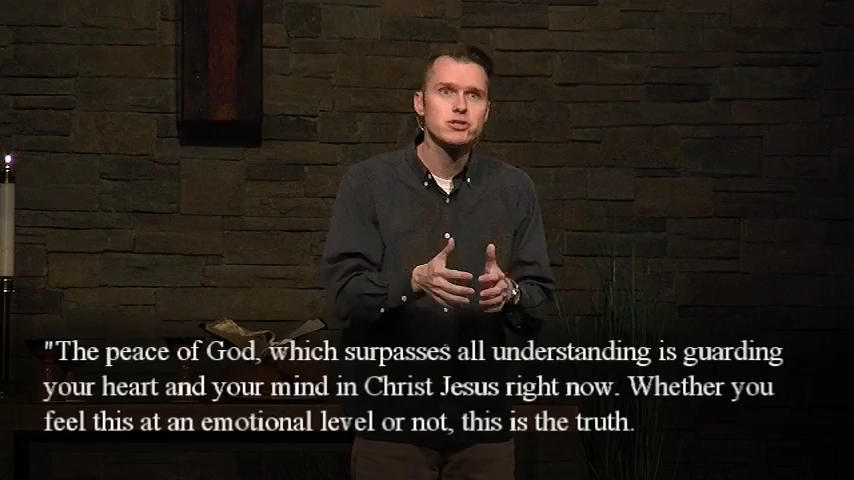 "The peace of God, which surpasses all understanding is guarding
your heart and your mind in Christ Jesus right now. Whether you
feel this at an emotional level or not, this is the truth.